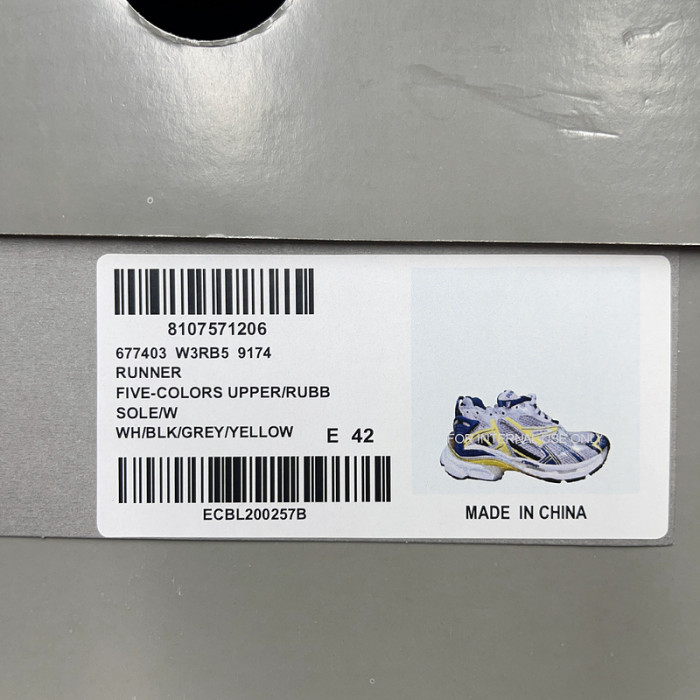 8107571206
677403 W3RB5 9174
RUNNER
FIVE-COLORS UPPER/RUBB
SOLE/W
WH/BLK/GREY/YELLOW
E 42
ECBL200257B
FOR INTERNAL USE ONLY
MADE IN CHINA